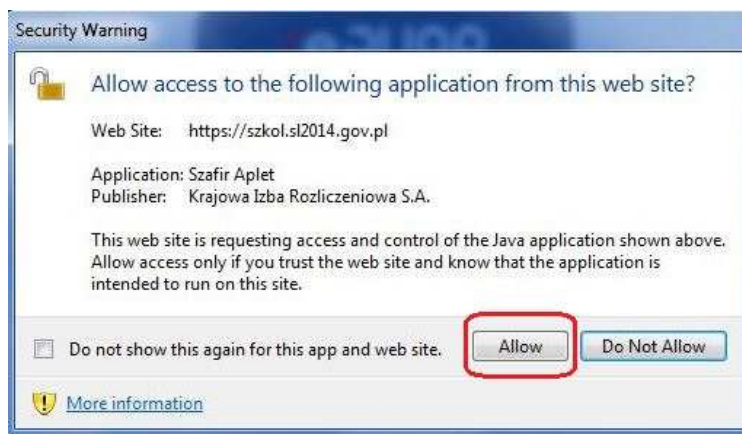 Security Warning
Allow access to the following application from this web site?
Web Site: https://szkol.sl2014.gov.pl
Application: Szafir Aplet
Publisher: Krajowa Izba Rozliczeniowa S.A.
This web site is requesting access and control of the Java application shown above.
Allow access only if you trust the web site and know that the application is
intended to run on this site.
Do not show this again for this app and web site. Allow Do Not Allow
More information